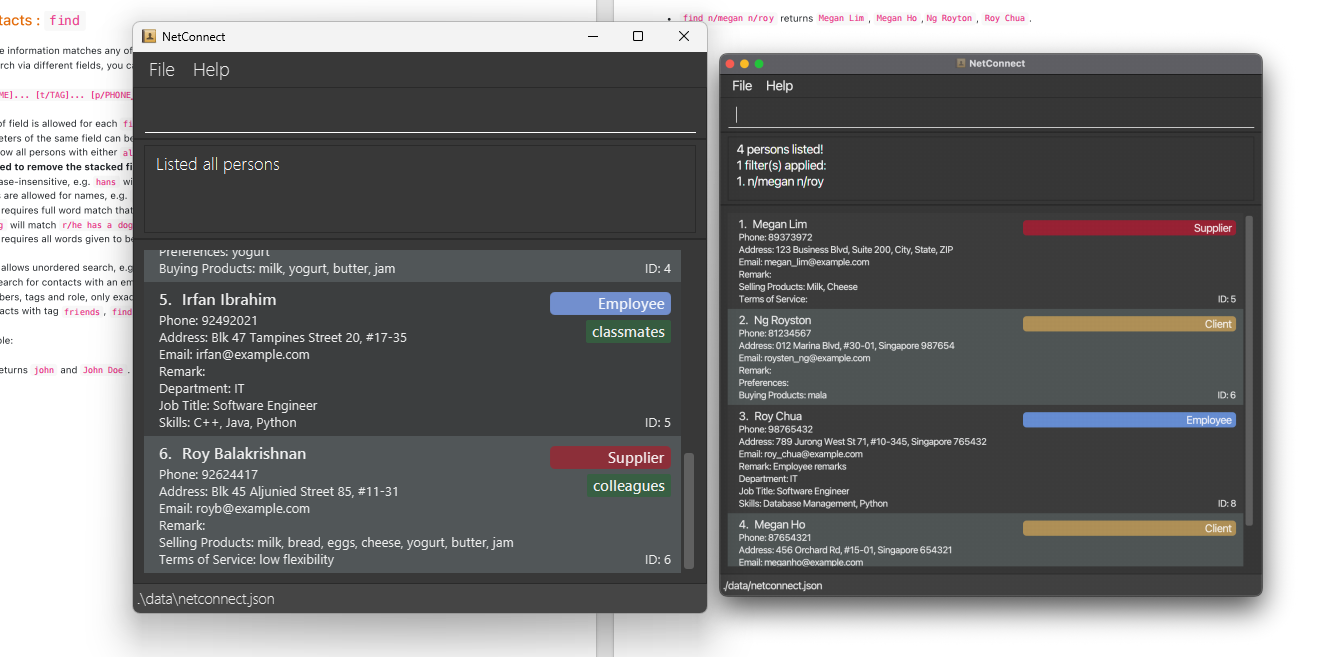 tacts : find
e information matches any of
rch via different fields, you ca
ME]... [t/TAG]... [p/PHONE_
of field is allowed for each fi
eters of the same field can be
ow all persons with either al
ed to remove the stacked fi
ase-insensitive, e.g. hans wi
s are allowed for names, e.g.
requires full word match that
g will match r/he has a dog
requires all words given to be
allows unordered search, e.g
earch for contacts with an em
bers, tags and role, only exac
acts with tag friends , find
ole:
eturns john and John Doe .
NetConnect
File Help
Listed all persons
Preferences: yogurt
Buying Products: milk, yogurt, butter, jam ID: 4
5. Irfan Ibrahim Employee
Phone: 92492021 classmates
Address: Blk 47 Tampines Street 20, #17-35
Email: irfan@example.com
Remark:
Department: IT
Job Title: Software Engineer
Skills: C++, Java, Python ID: 5
6. Roy Balakrishnan Supplier
Phone: 92624417 colleagues
Address: Blk 45 Aljunied Street 85, #11-31
Email: royb@example.com
Remark:
Selling Products: milk, bread, eggs, cheese, yogurt, butter, jam
Terms of Service: low flexibility ID: 6
.\data\netconnect.json
find n/megan n/roy returns Megan Lim , Megan Ho , Ng Royton , Roy Chua .
NetConnect
File Help
4 persons listed!
1 filter(s) applied:
1. n/megan n/roy
1. Megan Lim Supplier
Phone: 89373972
Address: 123 Business Blvd, Suite 200, City, State, ZIP
Email: megan_lim@example.com
Remark:
Selling Products: Milk, Cheese
Terms of Service: ID: 5
2. Ng Royston Client
Phone: 81234567
Address: 012 Marina Blvd, #30-01, Singapore 987654
Email: roysten_ng@example.com
Remark:
Preferences:
Buying Products: mala ID: 6
3. Roy Chua Employee
Phone: 98765432
Address: 789 Jurong West St 71, #10-345, Singapore 765432
Email: roy_chua@example.com
Remark: Employee remarks
Department: IT
Job Title: Software Engineer
Skills: Database Management, Python ID: 8
4. Megan Ho Client
Phone: 87654321
Address: 456 Orchard Rd, #15-01, Singapore 654321
Email: meganho@example.com
./data/netconnect.json